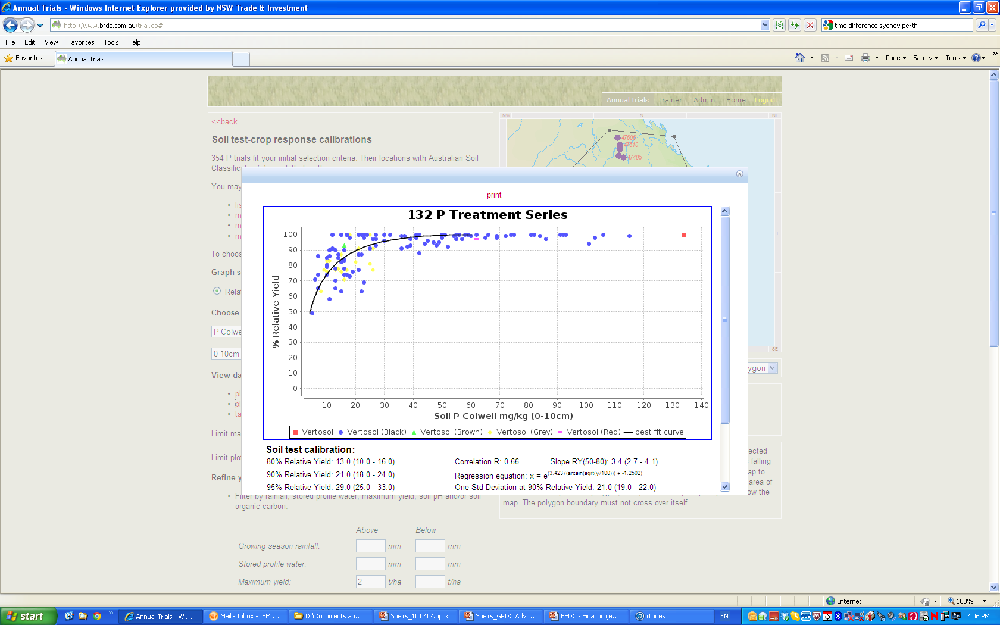 Annual Trials - Windows Internet Explorer provided by NSW Trade & Investment
http://www.bfdc.com.au/trial.do#
time difference sydney perth
File Edit View Favorites Tools Help
Favorites
Annual Trials
Page Safety Tools
Annual trials Trainer Admin Home Logout
<<back
Soil test-crop response calibrations
354 P trials fit your initial selection criteria. Their locations with Australian Soil
You may
To choos
Graph s
Rela
Choose
P Colwe
0-10cm
View da
Limit ma
Limit plo
Refine y
Filter by rainfall, stored profile water, maximum yield, soil pH and/or soil
organic carbon:
Above Below
Growing season rainfall: mm mm
Stored profile water: mm mm
Maximum yield: 2 t/ha t/ha
NW N NE
47606
47610
47405
E
SE
ygon
ected
falling
ap to
area of
ow the
map. The polygon boundary must not cross over itself.
print
132 P Treatment Series
% Relative Yield
100
90
80
70
60
50
40
30
20
10
0
10 20 30 40 50 60 70 80 90 100 110 120 130 140
Soil P Colwell mg/kg (0-10cm)
Vertosol Vertosol (Black) Vertosol (Brown) Vertosol (Grey) Vertosol (Red) best fit curve
Soil test calibration:
80% Relative Yield: 13.0 (10.0 - 16.0) Correlation R: 0.66 Slope RY(50-80): 3.4 (2.7 - 4.1)
90% Relative Yield: 21.0 (18.0 - 24.0) Regression equation: x = e(3.4237(arcsin(sqrt(y/100))) + -1.2502)
95% Relative Yield: 29.0 (25.0 - 33.0) One Std Deviation at 90% Relative Yield: 21.0 (19.0 - 22.0)
Internet 100%
start Annual Trials - Wi... Mail - Inbox - IBM ... D:\Documents an... Speirs_101212.pptx Speirs_GRDC Advi... BFDC - Final proje... iTunes EN 2:06 PM